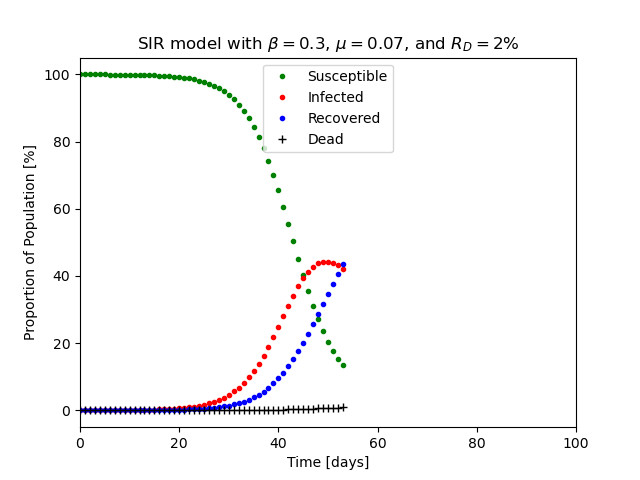 SIR model with β = 0.3, μ = 0.07, and R_D = 2%
100
80
60
40
20
0
Proportion of Population [%]
Susceptible
Infected
Recovered
Dead
0 20 40 60 80 100
Time [days]